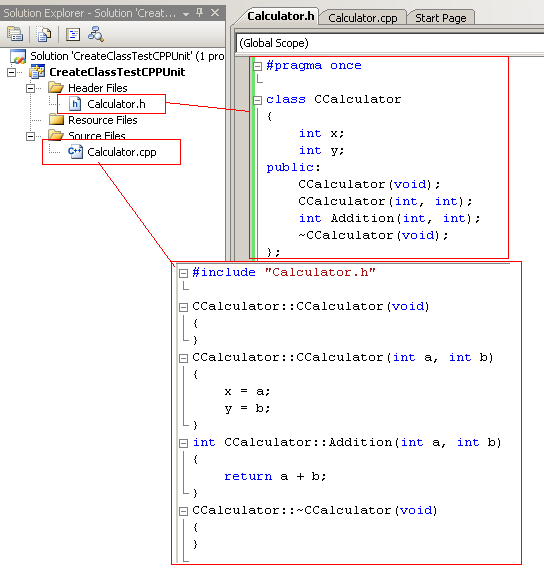 Solution Explorer - Solution 'Creat...
Solution 'CreateClassTestCPPUnit' (1 pro
CreateClassTestCPPUnit
Header Files
Calculator.h
Resource Files
Source Files
Calculator.cpp
Calculator.h Calculator.cpp Start Page
(Global Scope)
#pragma once
class CCalculator
{
int x;
int y;
public:
CCalculator(void);
CCalculator(int, int);
int Addition(int, int);
~CCalculator(void);
};
#include "Calculator.h"
CCalculator::CCalculator(void)
{
}
CCalculator::CCalculator(int a, int b)
{
x = a;
y = b;
}
int CCalculator::Addition(int a, int b)
{
return a + b;
}
CCalculator::~CCalculator(void)
{
}